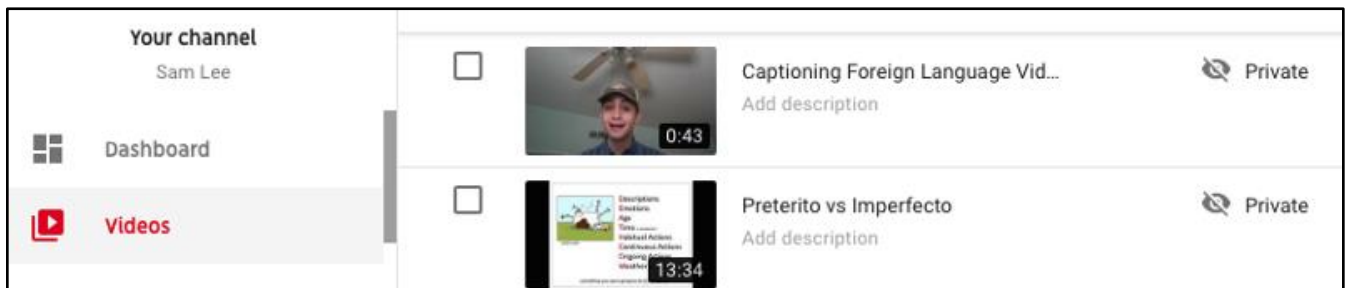 Your channel
Sam Lee
Dashboard
Videos
0:43
Captioning Foreign Language Vid...
Add description
Private
Descriptions
Emotions
Age
Time
Habitual Actions
Continuous Actions
Ongoing
Weather
13:34
Preterito vs Imperfecto
Add description
Private